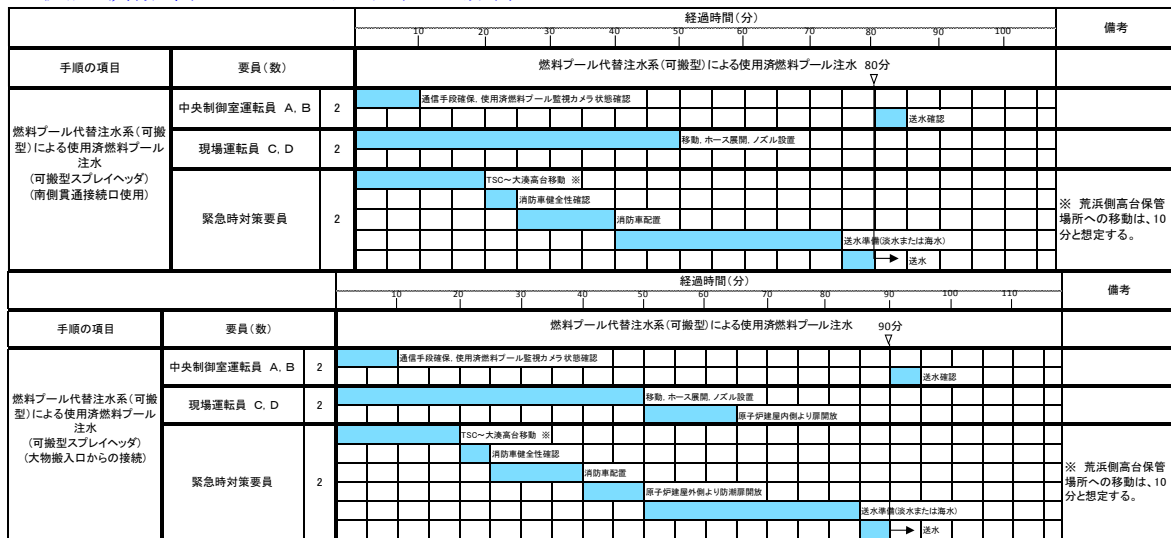 経過時間(分)
備考
10 20 30 40 50 60 70 80 90 100
手順の項目
要員(数)
燃料プール代替注水系(可搬型)による使用済燃料プール注水 80分
燃料プール代替注水系(可搬
型)による使用済燃料プール
注水
(可搬型スプレイヘッダ)
(南側貫通接続口使用)
中央制御室運転員 A, B
2
通信手段確保, 使用済燃料プール監視カメラ状態確認
送水確認
現場運転員 C, D
2
移動, ホース展開, ノズル設置
緊急時対策要員
2
TSC~大湊高台移動 ※
消防車健全性確認
消防車配置
送水準備(淡水または海水)
送水
※ 荒浜側高台保管
場所への移動は、10
分と想定する。
経過時間(分)
備考
10 20 30 40 50 60 70 80 90 100 110
手順の項目
要員(数)
燃料プール代替注水系(可搬型)による使用済燃料プール注水 90分
燃料プール代替注水系(可搬
型)による使用済燃料プール
注水
(可搬型スプレイヘッダ)
(大物搬入口からの接続)
中央制御室運転員 A, B
2
通信手段確保, 使用済燃料プール監視カメラ状態確認
送水確認
現場運転員 C, D
2
移動, ホース展開, ノズル設置
原子炉建屋内側より扉開放
緊急時対策要員
2
TSC~大湊高台移動 ※
消防車健全性確認
消防車配置
原子炉建屋外側より防潮扉開放
送水準備(淡水または海水)
送水
※ 荒浜側高台保管
場所への移動は、10
分と想定する。